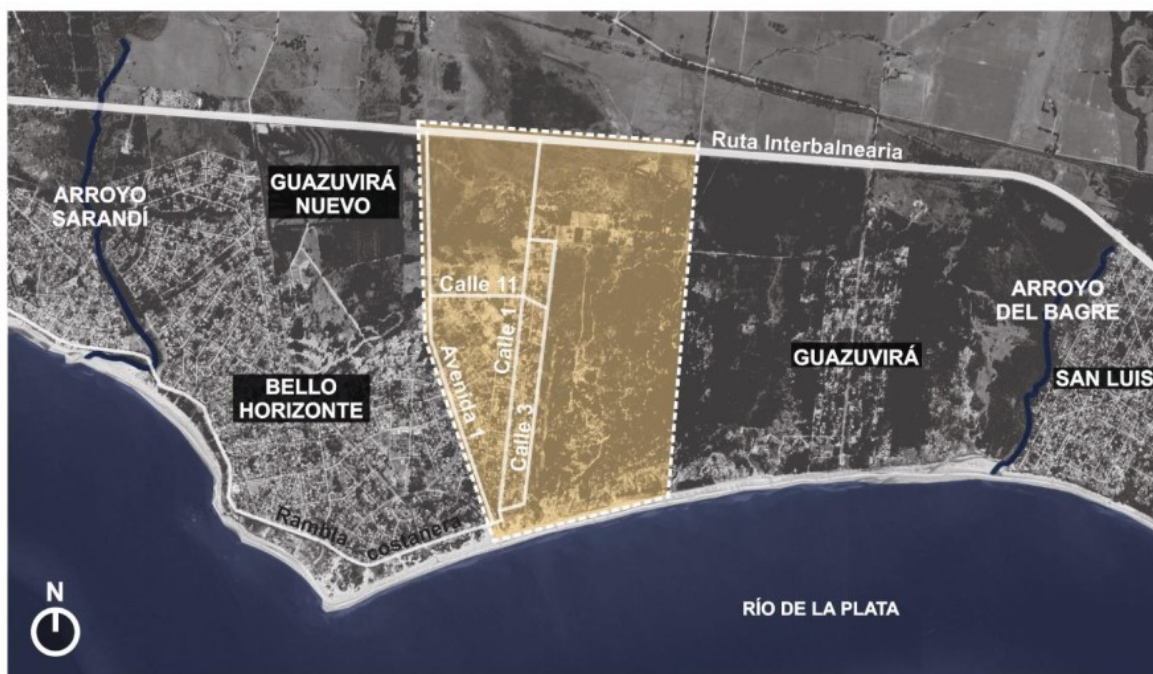 Ruta Interbalnearia
GUAZUVIRÁ
NUEVO
ARROYO
SARANDÍ
Calle 11
Calle 1
ARROYO
DEL BAGRE
GUAZUVIRÁ
SAN LUIS
BELLO
HORIZONTE
Avenida 1
Calle 3
Rambla costanera
N
RÍO DE LA PLATA